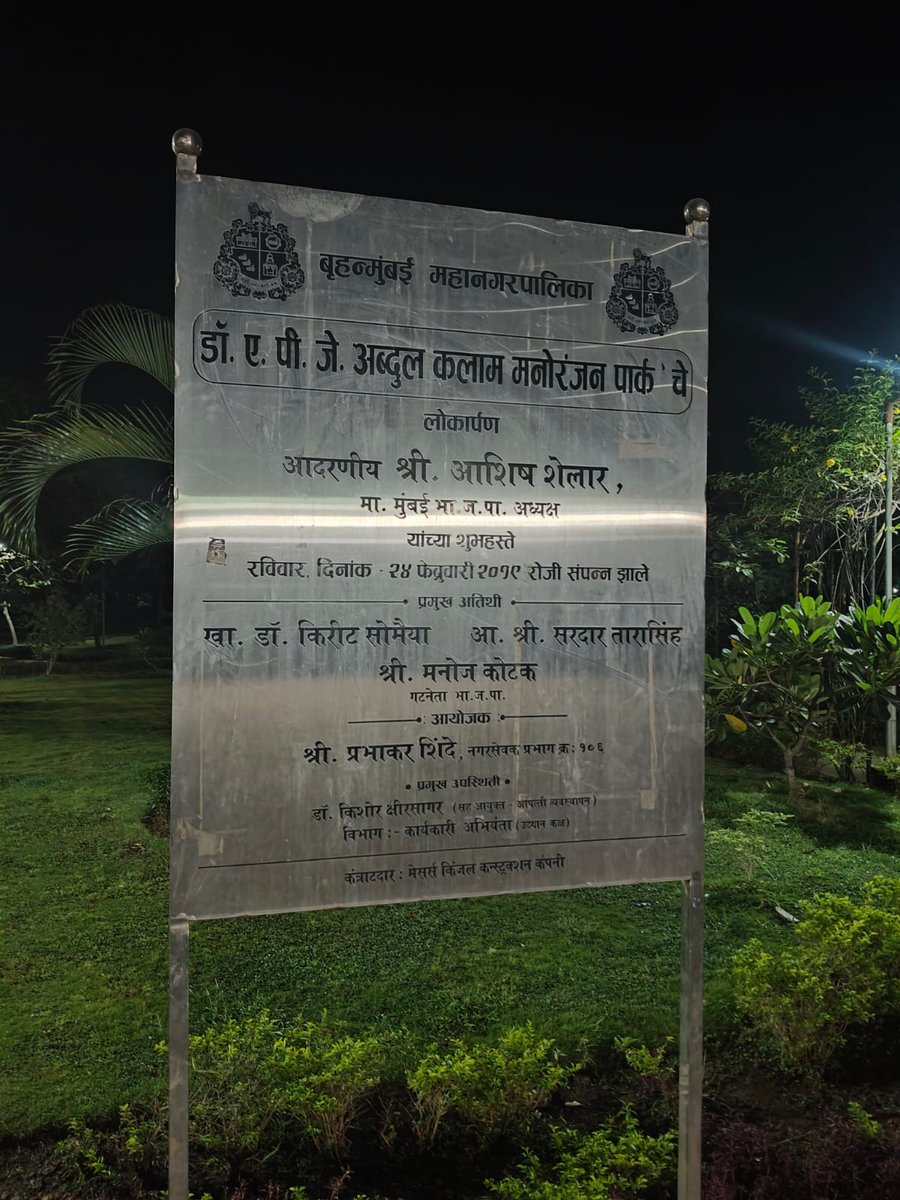 बृहन्मुंबई महानगरपालिका
डॉ. ए. पी. जे. अब्दुल कलाम मनोरंजन पार्क ' चे
लोकार्पण
आदरणीय श्री. आशिष शेलार,
मा. मुंबई भा.ज.पा. अध्यक्ष
यांच्या शुभहस्ते
रविवार, दिनांक - २४ फेब्रुवारी २०१९ रोजी संपन्न झाले
प्रमुख अतिथी
खा. डॉ. किरीट सोमैया आ. श्री. सरदार तारासिंह
श्री. मनोज कोटक
गटनेता भा.ज.पा.
: आयोजक :
श्री. प्रभाकर शिंदे, नगरसेवक प्रभाग क्र: १०६
प्रमुख उपस्थिती
डॉ. किशोर क्षीरसागर (सह आयुक्त - आपत्ती व्यवस्थापन)
विभाग :- कार्यकारी अभियंता (उदयान कक्ष)
कंत्राटदार : मेसर्स किंजल कन्स्ट्रक्शन कंपनी